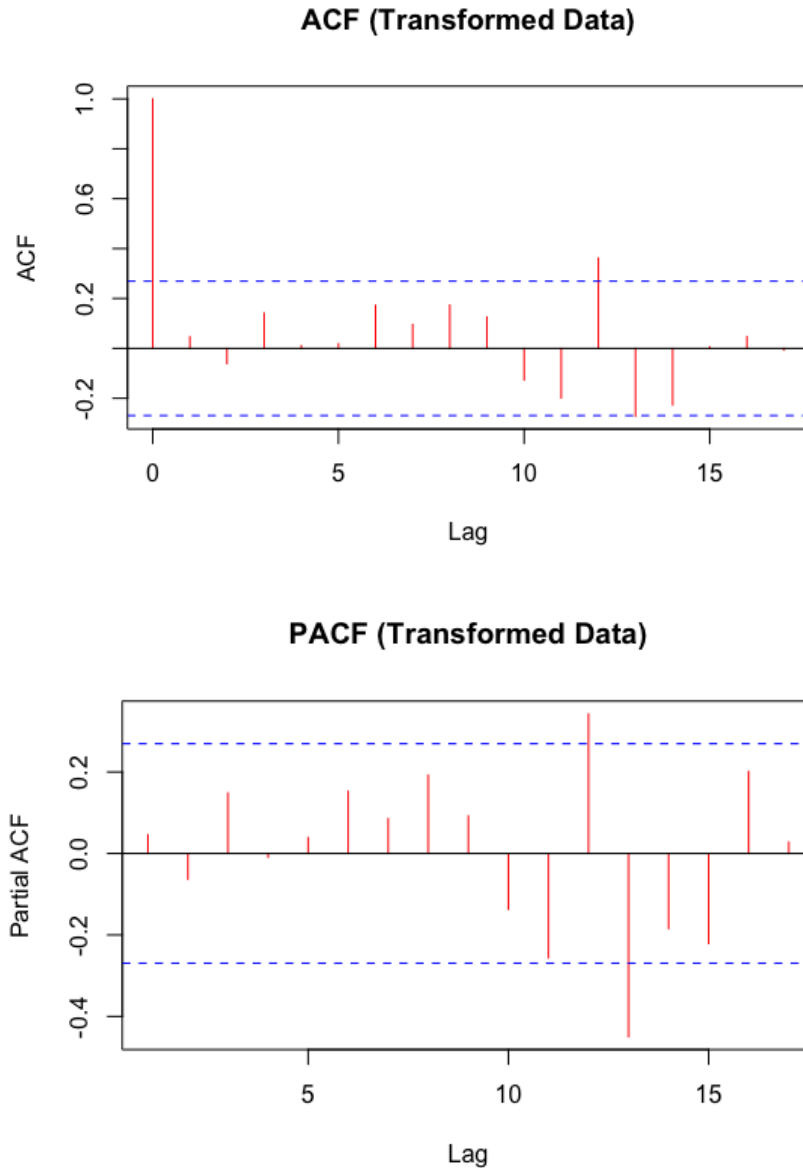 ACF (Transformed Data)
1.0
0.6
0.2
-0.2
ACF
0 5 10 15
Lag
PACF (Transformed Data)
0.2
0.0
-0.2
-0.4
Partial ACF
5 10 15
Lag